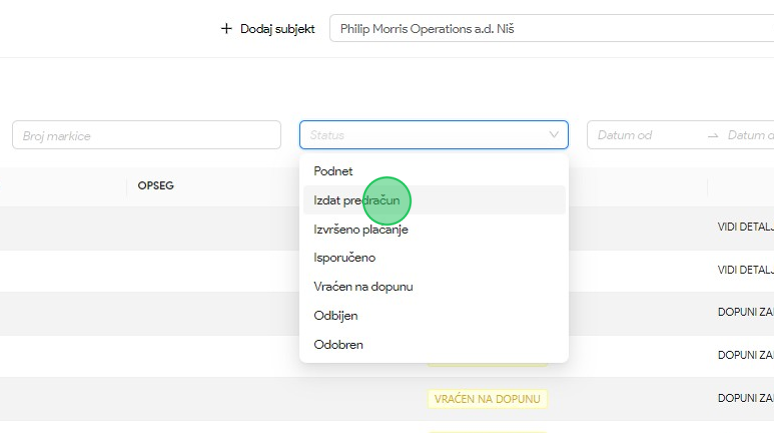 + Dodaj subjekt
Philip Morris Operations a.d. Niš
Broj markice
Status
Datum od → Datum d
OPSEG
Podnet
Izdat predračun
Izvršeno plaćanje
Isporučeno
Vraćen na dopunu
Odbijen
Odobren
VIDI DETALJ
VIDI DETALJ
DOPUNI ZA
DOPUNI ZA
VRAĆEN NA DOPUNU
DOPUNI ZA